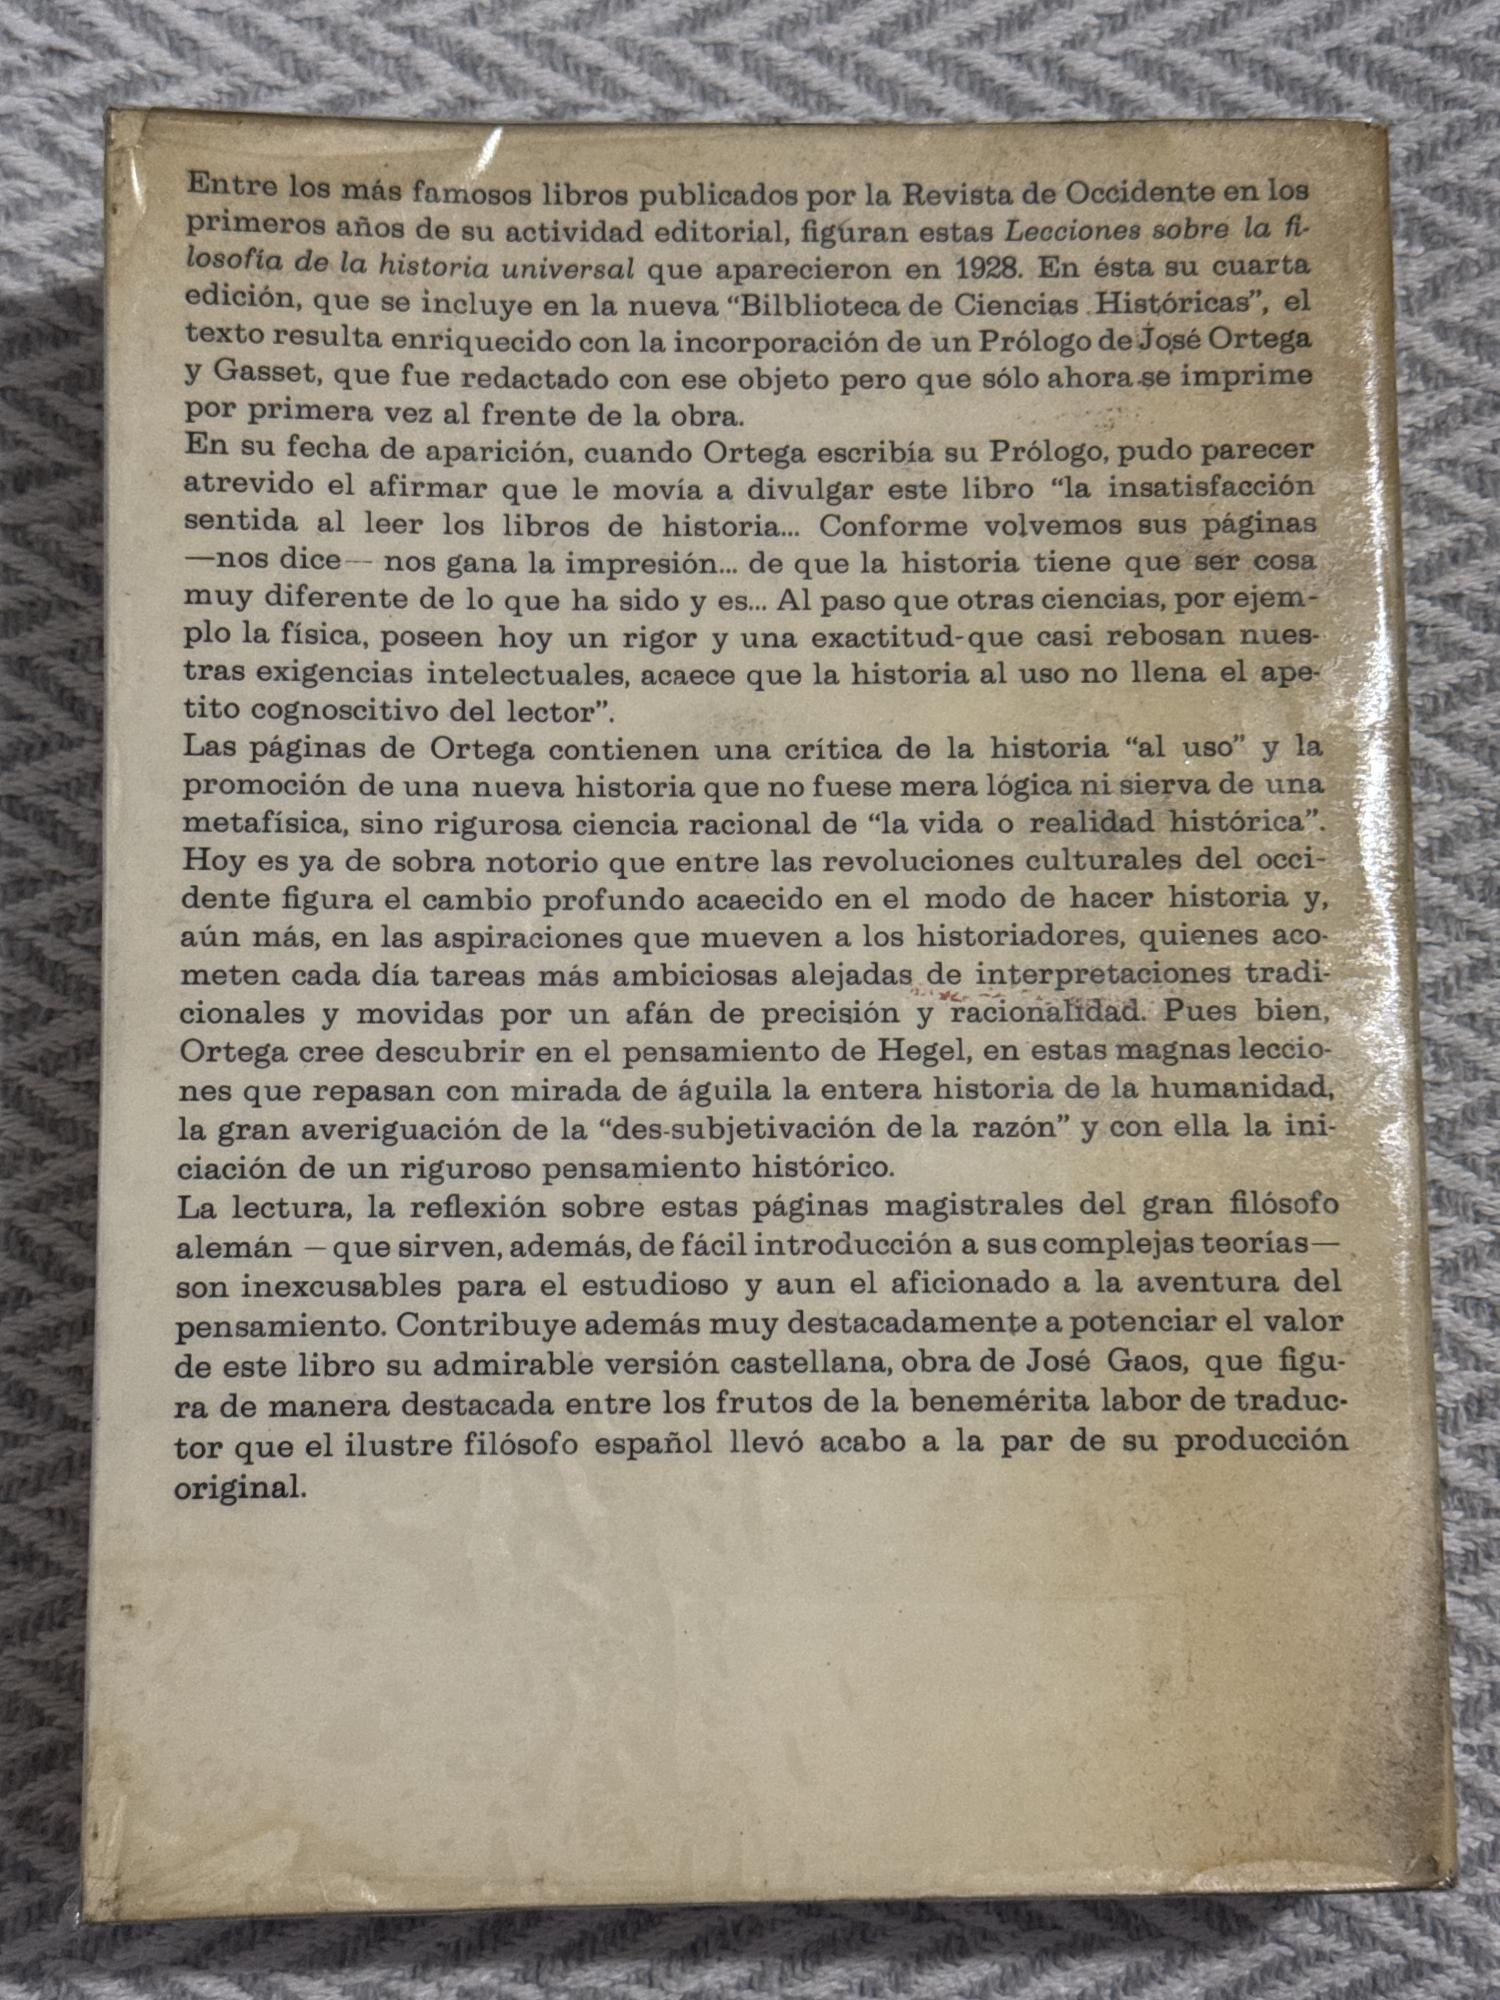 Entre los más famosos libros publicados por la Revista de Occidente en los
primeros años de su actividad editorial, figuran estas Lecciones sobre la fi-
losofía de la historia universal que aparecieron en 1928. En ésta su cuarta
edición, que se incluye en la nueva “Bilblioteca de Ciencias Históricas”, el
texto resulta enriquecido con la incorporación de un Prólogo de José Ortega
y Gasset, que fue redactado con ese objeto pero que sólo ahora se imprime
por primera vez al frente de la obra.
En su fecha de aparición, cuando Ortega escribía su Prólogo, pudo parecer
atrevido el afirmar que le movía a divulgar este libro “la insatisfacción
sentida al leer los libros de historia... Conforme volvemos sus páginas
—nos dice— nos gana la impresión... de que la historia tiene que ser cosa
muy diferente de lo que ha sido y es... Al paso que otras ciencias, por ejem-
plo la física, poseen hoy un rigor y una exactitud-que casi rebosan nues-
tras exigencias intelectuales, acaece que la historia al uso no llena el ape-
tito cognoscitivo del lector”.
Las páginas de Ortega contienen una crítica de la historia “al uso” y la
promoción de una nueva historia que no fuese mera lógica ni sierva de una
metafísica, sino rigurosa ciencia racional de “la vida o realidad histórica”.
Hoy es ya de sobra notorio que entre las revoluciones culturales del occi-
dente figura el cambio profundo acaecido en el modo de hacer historia y,
aún más, en las aspiraciones que mueven a los historiadores, quienes aco-
meten cada día tareas más ambiciosas alejadas de interpretaciones tradi-
cionales y movidas por un afán de precisión y racionalidad. Pues bien,
Ortega cree descubrir en el pensamiento de Hegel, en estas magnas leccio-
nes que repasan con mirada de águila la entera historia de la humanidad,
la gran averiguación de la “des-subjetivación de la razón” y con ella la ini-
ciación de un riguroso pensamiento histórico.
La lectura, la reflexión sobre estas páginas magistrales del gran filósofo
alemán —que sirven, además, de fácil introducción a sus complejas teorías—
son inexcusables para el estudioso y aun el aficionado a la aventura del
pensamiento. Contribuye además muy destacadamente a potenciar el valor
de este libro su admirable versión castellana, obra de José Gaos, que figu-
ra de manera destacada entre los frutos de la benemérita labor de traduc-
tor que el ilustre filósofo español llevó acabo a la par de su producción
original.